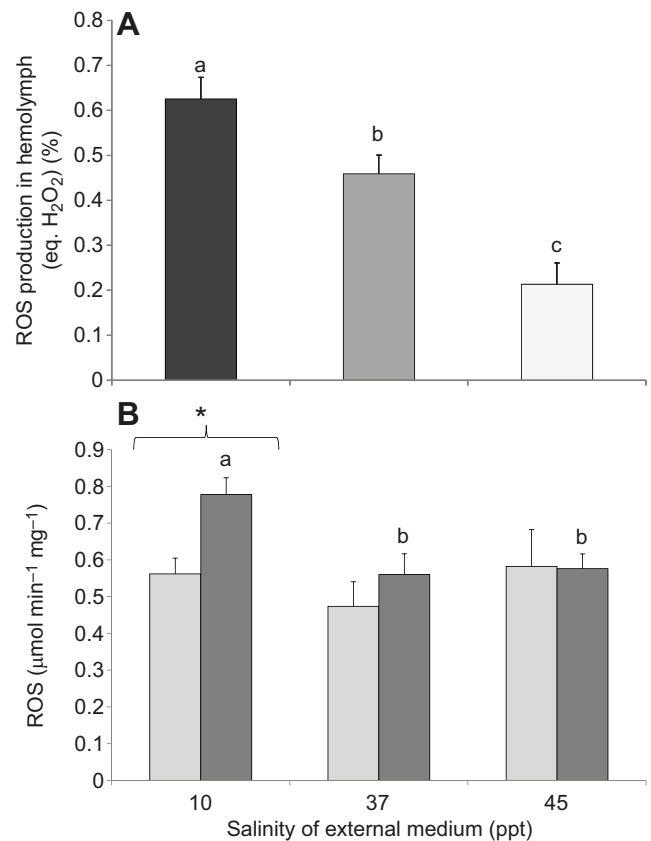 A
ROS production in hemolymph
(eq. H₂O₂) (%)
0.8
0.7
0.6
0.5
0.4
0.3
0.2
0.1
0
a
b
c
B
*
ROS (μmol min⁻¹ mg⁻¹)
0.9
0.8
0.7
0.6
0.5
0.4
0.3
0.2
0.1
0
a
b
b
10 37 45
Salinity of external medium (ppt)